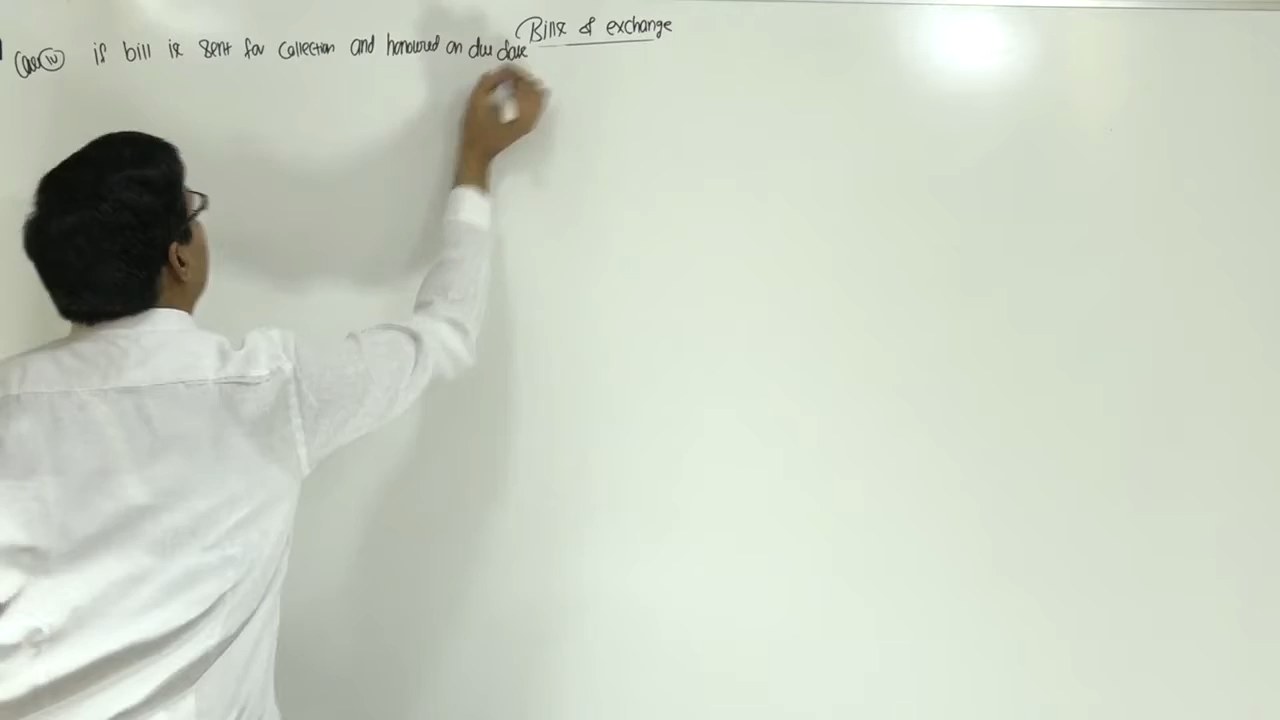 Bills of exchange
Case (iv) if bill is sent for collection and honoured on due date